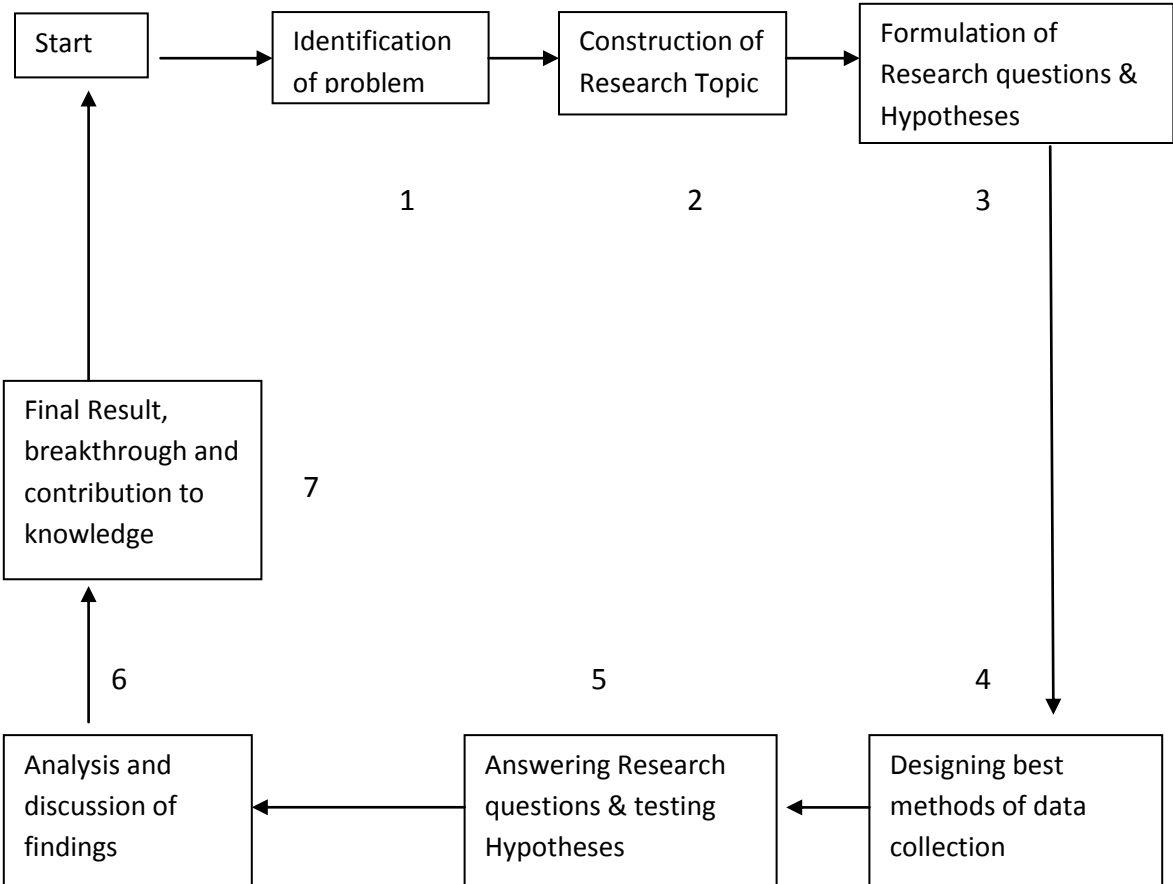 Start
Identification
of problem
Construction of
Research Topic
Formulation of
Research questions &
Hypotheses
1
2
3
Final Result,
breakthrough and
contribution to
knowledge
7
6
5
4
Analysis and
discussion of
findings
Answering Research
questions & testing
Hypotheses
Designing best
methods of data
collection